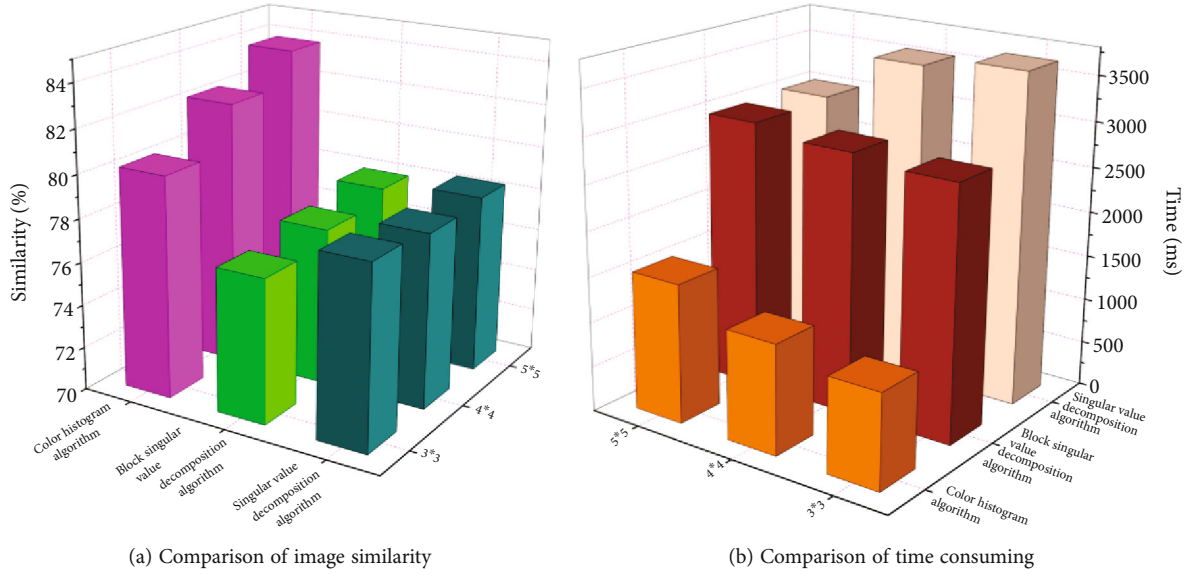 84
82
80
78
76
74
72
70
Similarity (%)
Color histogram
algorithm
Block singular
value
decomposition
algorithm
Singular value
decomposition
algorithm
3*3
4*4
5*5
(a) Comparison of image similarity
3500
3000
2500
2000
1500
1000
500
0
Time (ms)
5*5
4*4
3*3
Singular value
decomposition
algorithm
Block singular
value
decomposition
algorithm
Color histogram
algorithm
(b) Comparison of time consuming